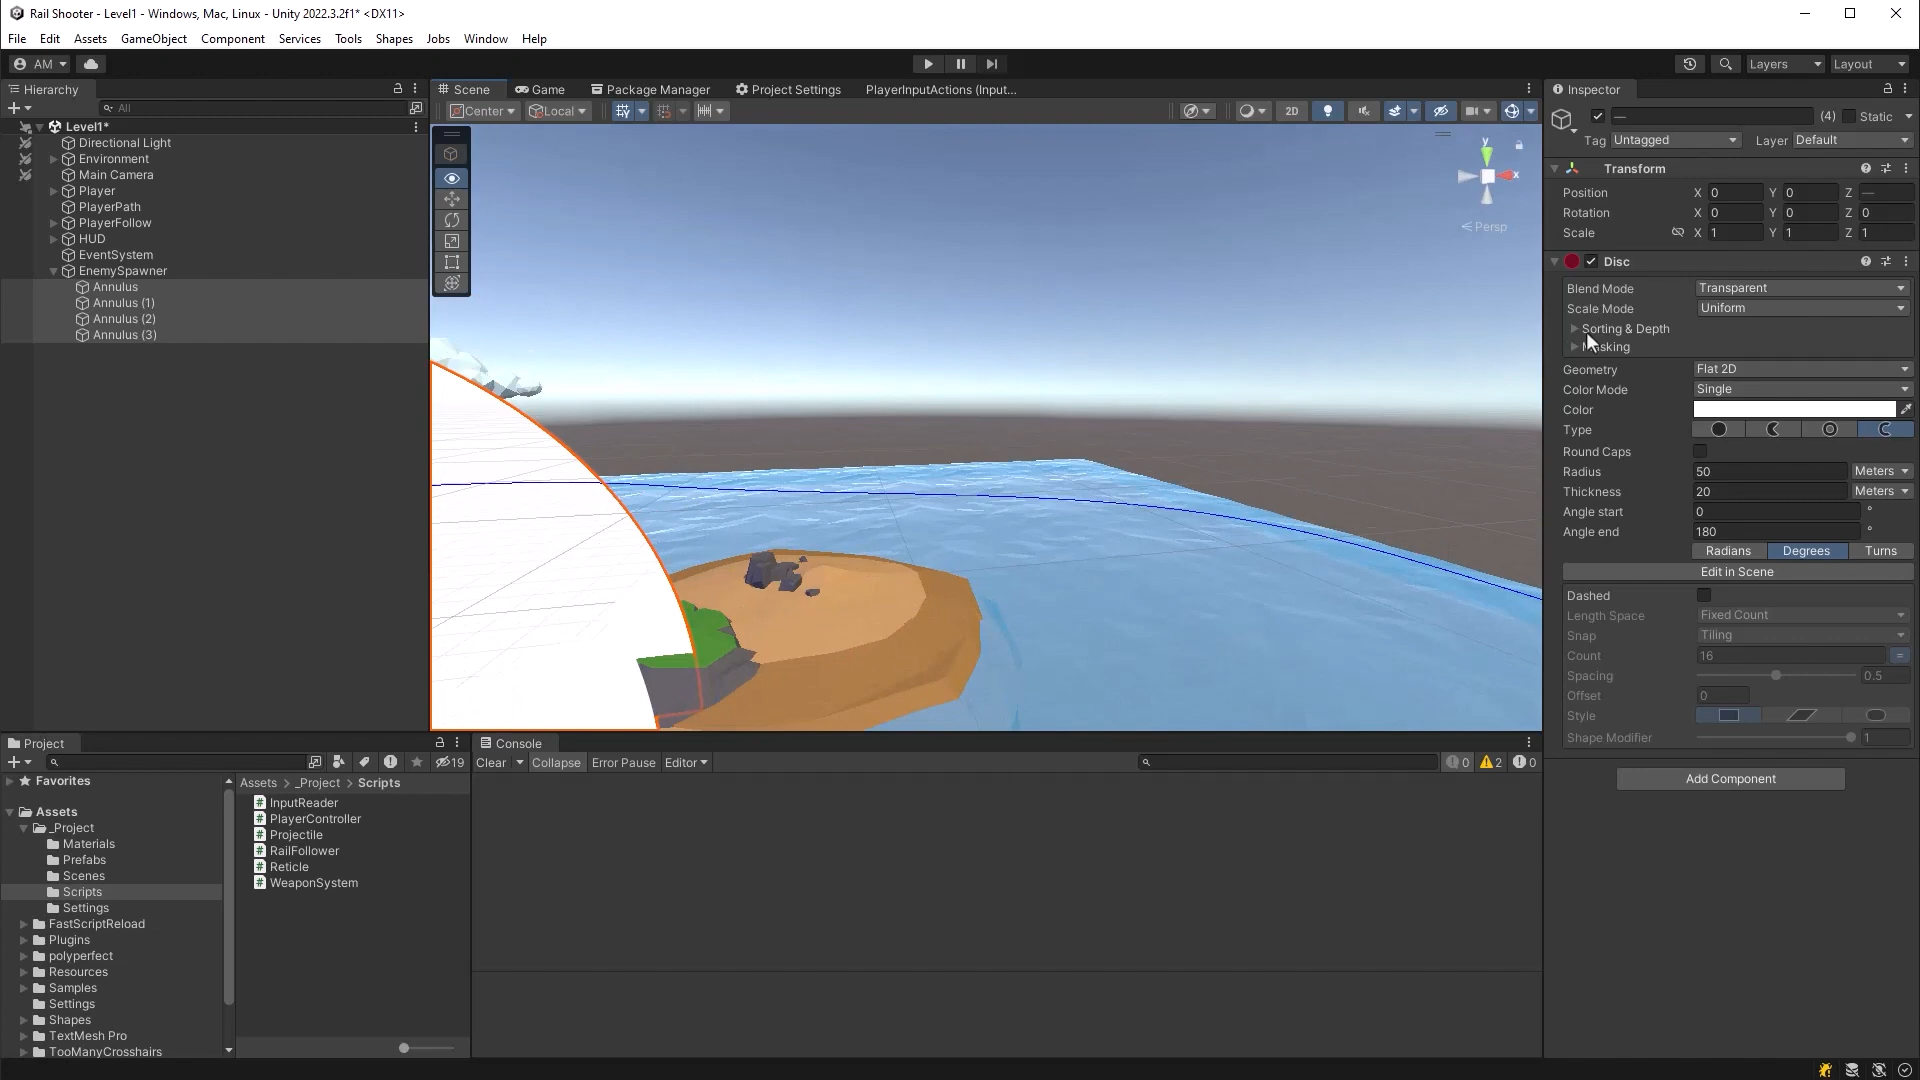 Rail Shooter - Level1 - Windows, Mac, Linux - Unity 2022.3.2f1* <DX11>
File Edit Assets GameObject Component Services Tools Shapes Jobs Window Help
AM
Layers Layout
Hierarchy
All
Level1*
Directional Light
Environment
Main Camera
Player
PlayerPath
PlayerFollow
HUD
EventSystem
EnemySpawner
Annulus
Annulus (1)
Annulus (2)
Annulus (3)
Scene Game Package Manager Project Settings PlayerInputActions (Input...
Center Local 2D
y
x
Persp
Inspector
— (4) Static
Tag Untagged Layer Default
Transform
Position X 0 Y 0 Z —
Rotation X 0 Y 0 Z 0
Scale X 1 Y 1 Z 1
Disc
Blend Mode Transparent
Scale Mode Uniform
Sorting & Depth
Masking
Geometry Flat 2D
Color Mode Single
Color
Type
Round Caps
Radius 50 Meters
Thickness 20 Meters
Angle start 0 °
Angle end 180 °
Radians Degrees Turns
Edit in Scene
Dashed
Length Space Fixed Count
Snap Tiling
Count 16 =
Spacing 0.5
Offset 0
Style
Shape Modifier 1
Add Component
Project
19
Favorites
Assets
_Project
Materials
Prefabs
Scenes
Scripts
Settings
FastScriptReload
Plugins
polyperfect
Resources
Samples
Settings
Shapes
TextMesh Pro
TooManyCrosshairs
Assets > _Project > Scripts
InputReader
PlayerController
Projectile
RailFollower
Reticle
WeaponSystem
Console
Clear Collapse Error Pause Editor
0 2 0